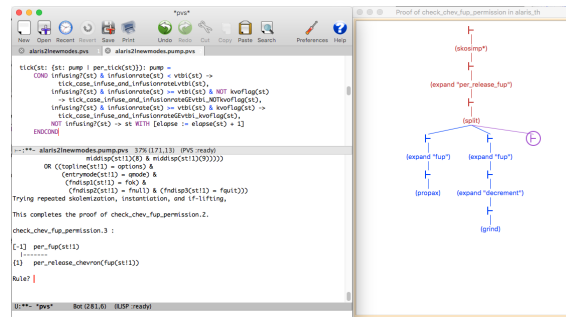 *pvs*
New Open Recent Revert Save Print Undo Redo Cut Copy Paste Search Preferences Help
alaris2lnewmodes.pvs alaris2lnewmodes.pump.pvs
tick(st: {st: pump | per_tick(st)}): pump =
COND infusing?(st) & infusionrate(st) < vtbi(st) ->
tick_case_infuse_and_infusionrateLvtbi(st),
infusing?(st) & infusionrate(st) >= vtbi(st) & NOT kvoflag(st)
-> tick_case_infuse_and_infusionrateGEvtbi_NOTkvoflag(st),
infusing?(st) & infusionrate(st) >= vtbi(st) & kvoflag(st) ->
tick_case_infuse_and_infusionrateGEvtbi_kvoflag(st),
NOT infusing?(st) -> st WITH [elapse := elapse(st) + 1]
ENDCOND
-:**- alaris2lnewmodes.pump.pvs 37% (171,13) (PVS :ready)
middisp(st!1)(8) & middisp(st!1)(9)))))
OR ((topline(st!1) = options) &
(entrymode(st!1) = qmode) &
(fndisp1(st!1) = fok) &
(fndisp2(st!1) = fnull) & (fndisp3(st!1) = fquit)))
Trying repeated skolemization, instantiation, and if-lifting,
This completes the proof of check_chev_fup_permission.2.
check_chev_fup_permission.3 :
[-1] per_fup(st!1)
|-------
{1} per_release_chevron(fup(st!1))
Rule?
U:**- *pvs* Bot (281,6) (ILISP :ready)
Proof of check_chev_fup_permission in alaris_th
(skosimp*)
(expand "per_release_fup")
(split)
(expand "fup") (expand "fup")
(propax) (expand "decrement")
(grind)